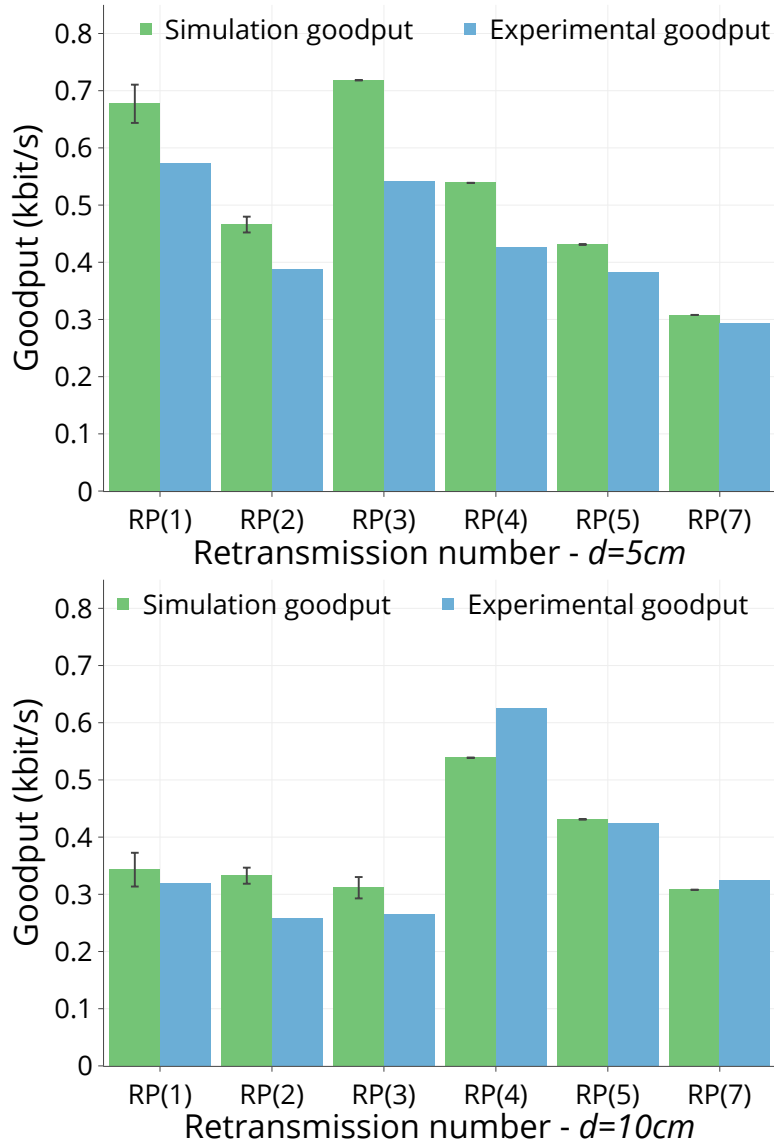 Simulation goodput Experimental goodput
Goodput (kbit/s)
0.8
0.7
0.6
0.5
0.4
0.3
0.2
0.1
0
RP(1) RP(2) RP(3) RP(4) RP(5) RP(7)
Retransmission number - d=5cm
Simulation goodput Experimental goodput
Goodput (kbit/s)
0.8
0.7
0.6
0.5
0.4
0.3
0.2
0.1
0
RP(1) RP(2) RP(3) RP(4) RP(5) RP(7)
Retransmission number - d=10cm